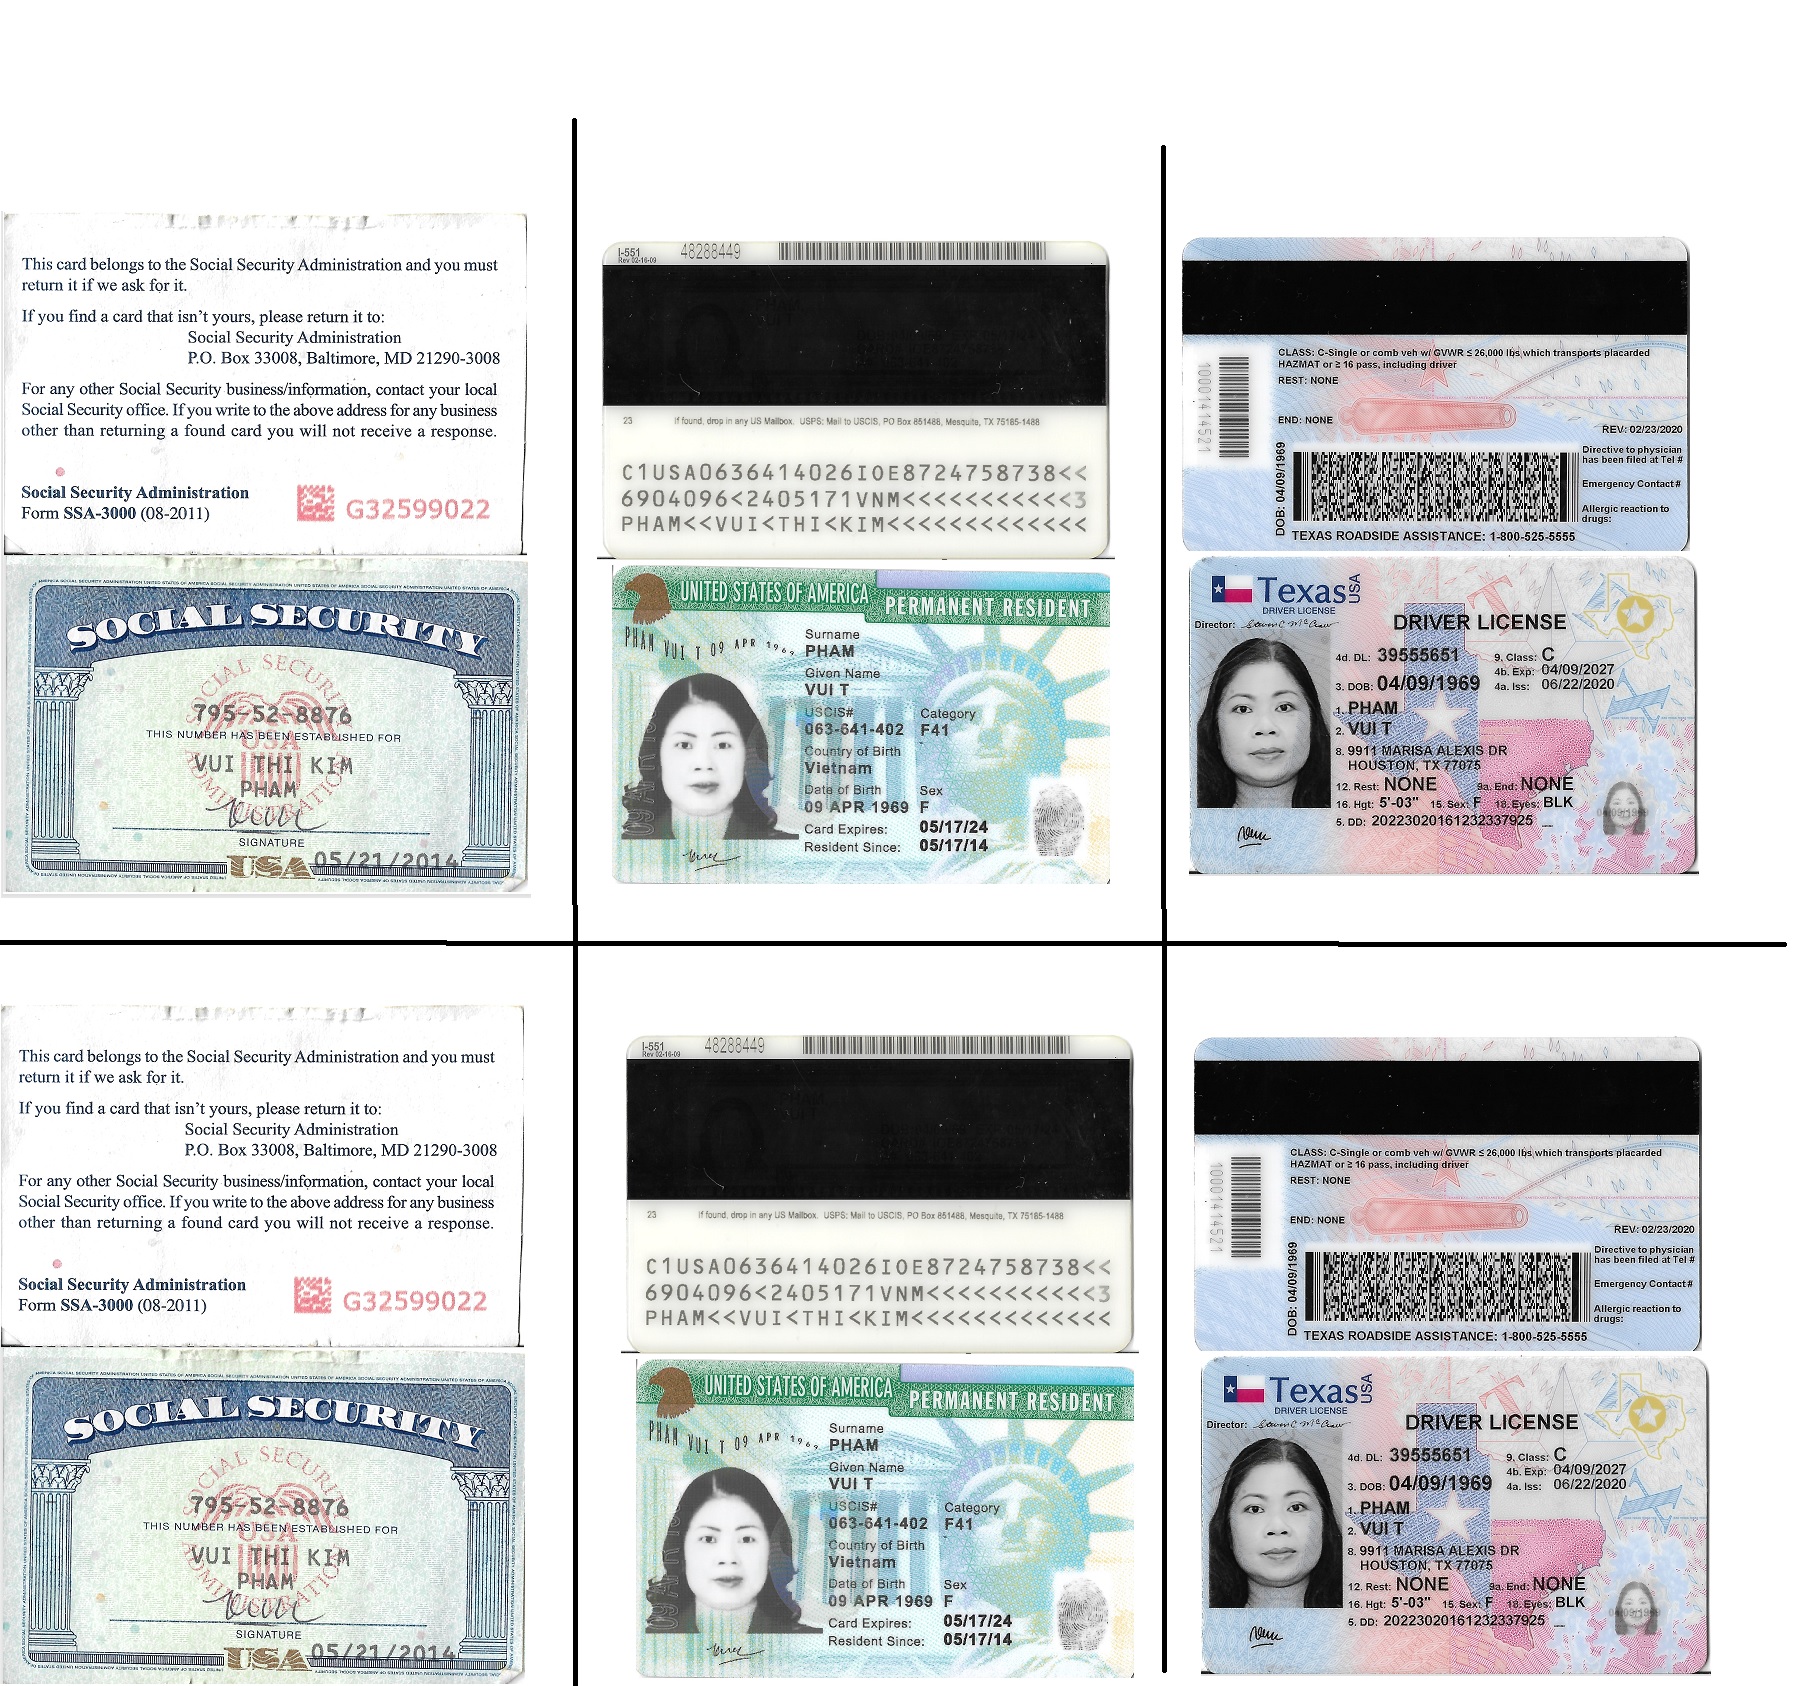 This card belongs to the Social Security Administration and you must
return it if we ask for it.
If you find a card that isn't yours, please return it to:
Social Security Administration
P.O. Box 33008, Baltimore, MD 21290-3008
For any other Social Security business/information, contact your local
Social Security office. If you write to the above address for any business
other than returning a found card you will not receive a response.
Social Security Administration
Form SSA-3000 (08-2011) G32599022
SOCIAL SECURITY
795-52-8876
THIS NUMBER HAS BEEN ESTABLISHED FOR
VUI THI KIM
PHAM
SIGNATURE
USA 05/21/2014
I-551 48288449
Rev 02-16-09
23 If found, drop in any US Mailbox. USPS: Mail to USCIS, PO Box 851488, Mesquite, TX 75185-1488
C1USA0636414026IOE8724758738<<
6904096<2405171VNM<<<<<<<<<<<3
PHAM<<VUI<THI<KIM<<<<<<<<<<<<<
UNITED STATES OF AMERICA PERMANENT RESIDENT
PHAM VUI T 09 APR 1969
Surname
PHAM
Given Name
VUI T
USCIS# Category
063-641-402 F41
Country of Birth
Vietnam
Date of Birth Sex
09 APR 1969 F
Card Expires: 05/17/24
Resident Since: 05/17/14
CLASS: C-Single or comb veh w/ GVWR ≤ 26,000 lbs which transports placarded
HAZMAT or ≥ 16 pass, including driver
REST: NONE
END: NONE
REV: 02/23/2020
10001414521
DOB: 04/09/1969
Directive to physician
has been filed at Tel #
Emergency Contact #
Allergic reaction to
drugs:
TEXAS ROADSIDE ASSISTANCE: 1-800-525-5555
Texas USA
DRIVER LICENSE
Director: Steven C McCraw
DRIVER LICENSE
4d. DL: 39555651 9. Class: C
4b. Exp: 04/09/2027
3. DOB: 04/09/1969 4a. Iss: 06/22/2020
1. PHAM
2. VUI T
8. 9911 MARISA ALEXIS DR
HOUSTON, TX 77075
12. Rest: NONE 9a. End: NONE
16. Hgt: 5'-03" 15. Sex: F 18. Eyes: BLK
5. DD: 20223020161232337925
This card belongs to the Social Security Administration and you must
return it if we ask for it.
If you find a card that isn't yours, please return it to:
Social Security Administration
P.O. Box 33008, Baltimore, MD 21290-3008
For any other Social Security business/information, contact your local
Social Security office. If you write to the above address for any business
other than returning a found card you will not receive a response.
Social Security Administration
Form SSA-3000 (08-2011) G32599022
SOCIAL SECURITY
795-52-8876
THIS NUMBER HAS BEEN ESTABLISHED FOR
VUI THI KIM
PHAM
SIGNATURE
USA 05/21/2014
I-551 48288449
Rev 02-16-09
23 If found, drop in any US Mailbox. USPS: Mail to USCIS, PO Box 851488, Mesquite, TX 75185-1488
C1USA0636414026IOE8724758738<<
6904096<2405171VNM<<<<<<<<<<<3
PHAM<<VUI<THI<KIM<<<<<<<<<<<<<
UNITED STATES OF AMERICA PERMANENT RESIDENT
PHAM VUI T 09 APR 1969
Surname
PHAM
Given Name
VUI T
USCIS# Category
063-641-402 F41
Country of Birth
Vietnam
Date of Birth Sex
09 APR 1969 F
Card Expires: 05/17/24
Resident Since: 05/17/14
CLASS: C-Single or comb veh w/ GVWR ≤ 26,000 lbs which transports placarded
HAZMAT or ≥ 16 pass, including driver
REST: NONE
END: NONE
REV: 02/23/2020
10001414521
DOB: 04/09/1969
Directive to physician
has been filed at Tel #
Emergency Contact #
Allergic reaction to
drugs:
TEXAS ROADSIDE ASSISTANCE: 1-800-525-5555
Texas USA
DRIVER LICENSE
Director: Steven C McCraw
DRIVER LICENSE
4d. DL: 39555651 9. Class: C
4b. Exp: 04/09/2027
3. DOB: 04/09/1969 4a. Iss: 06/22/2020
1. PHAM
2. VUI T
8. 9911 MARISA ALEXIS DR
HOUSTON, TX 77075
12. Rest: NONE 9a. End: NONE
16. Hgt: 5'-03" 15. Sex: F 18. Eyes: BLK
5. DD: 20223020161232337925